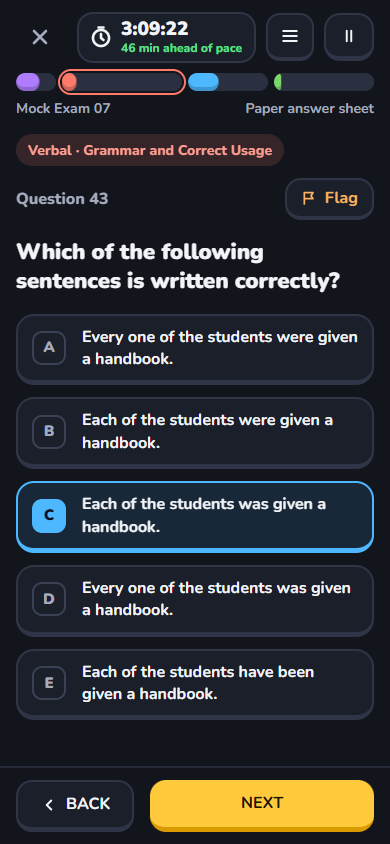 3:09:22
46 min ahead of pace
Mock Exam 07
Paper answer sheet
Verbal · Grammar and Correct Usage
Question 43
Flag
Which of the following
sentences is written correctly?
A
Every one of the students were given
a handbook.
B
Each of the students were given a
handbook.
C
Each of the students was given a
handbook.
D
Every one of the students was given
a handbook.
E
Each of the students have been
given a handbook.
BACK
NEXT